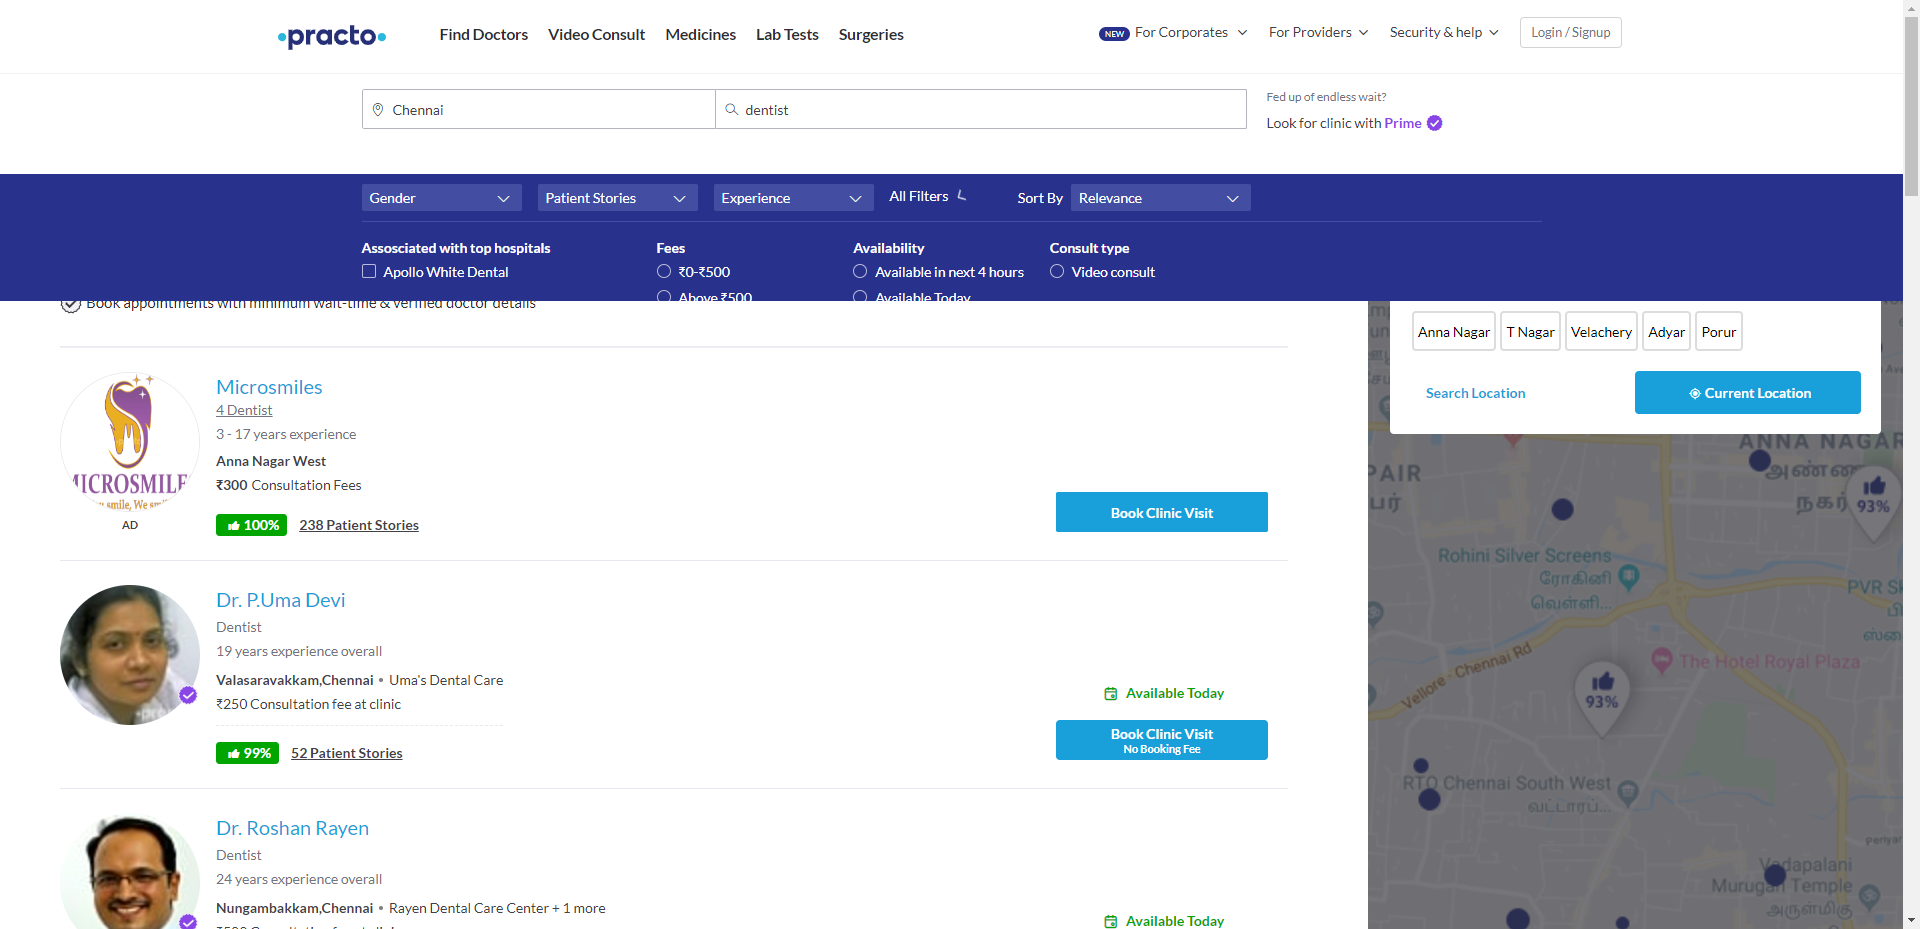 practo
Find Doctors
Video Consult
Medicines
Lab Tests
Surgeries
NEW For Corporates
For Providers
Security & help
Login / Signup
Chennai
dentist
Fed up of endless wait?
Look for clinic with Prime
Gender
Patient Stories
Experience
All Filters
Sort By
Relevance
Assosciated with top hospitals
Apollo White Dental
Fees
₹0-₹500
Above ₹500
Availability
Available in next 4 hours
Available Today
Consult type
Video consult
Book appointments with minimum wait-time & verified doctor details
MICROSMILE
AD
Microsmiles
4 Dentist
3 - 17 years experience
Anna Nagar West
₹300 Consultation Fees
100%
238 Patient Stories
Book Clinic Visit
Dr. P.Uma Devi
Dentist
19 years experience overall
Valasaravakkam,Chennai • Uma's Dental Care
₹250 Consultation fee at clinic
99%
52 Patient Stories
Available Today
Book Clinic Visit
No Booking Fee
Dr. Roshan Rayen
Dentist
24 years experience overall
Nungambakkam,Chennai • Rayen Dental Care Center + 1 more
Available Today
Anna Nagar
T Nagar
Velachery
Adyar
Porur
Search Location
Current Location
ANNA NAGAR
அண்ண
நகர்
93%
Rohini Silver Screens
ரோகினி
வெள்ளி...
PVR
Vellore - Chennai Rd
The Hotel Royal Plaza
93%
RTO Chennai South West
வட்டாரப்...
Vadapalani
Murugan Temple
அருள்மிகு